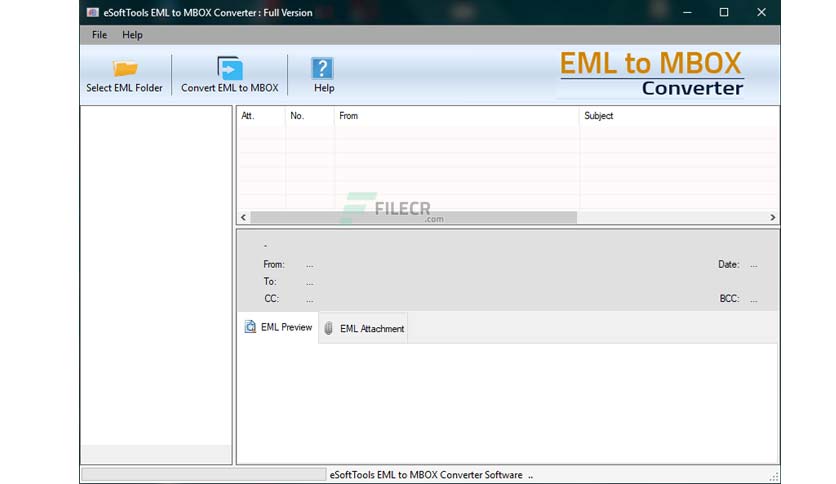 eSoftTools EML to MBOX Converter : Full Version
File Help
Select EML Folder Convert EML to MBOX Help
EML to MBOX
Converter
Att. No. From Subject
FILECR
.com
-
From: ... Date: ...
To: ...
CC: ... BCC: ...
EML Preview EML Attachment
eSoftTools EML to MBOX Converter Software ..